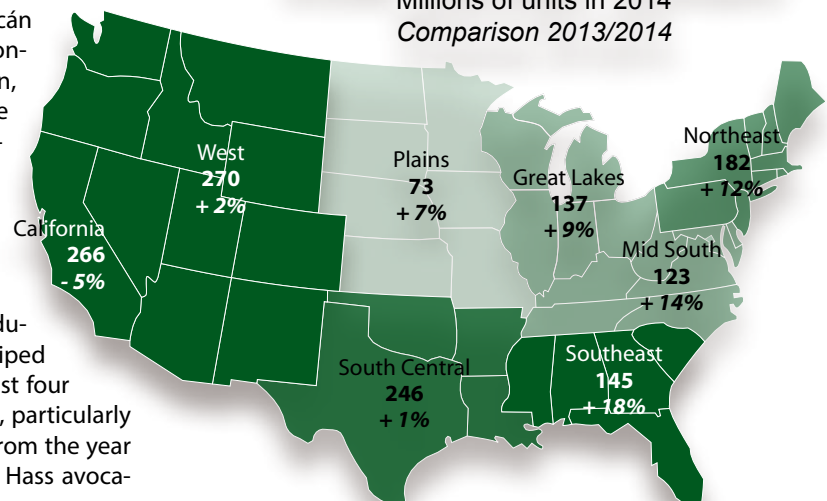 Millions of units in 2014
Comparison 2013/2014
cán
on-
n,
e
-
du-
iped
st four
, particularly
rom the year
Hass avoca-
West
270
+ 2%
California
266
- 5%
Plains
73
+ 7%
Great Lakes
137
+ 9%
Northeast
182
+ 12%
Mid South
123
+ 14%
South Central
246
+ 1%
Southeast
145
+ 18%